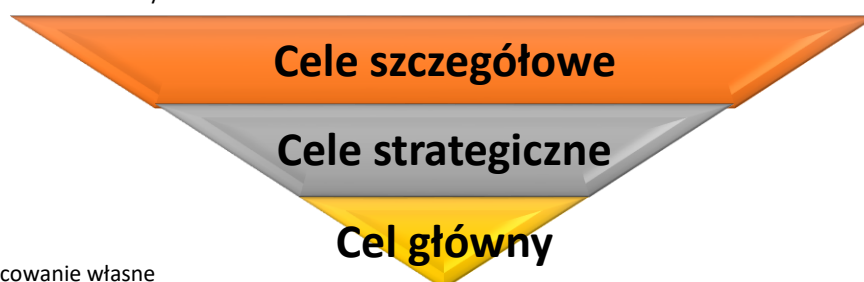 Cele szczegółowe
Cele strategiczne
Cel główny
cowanie własne